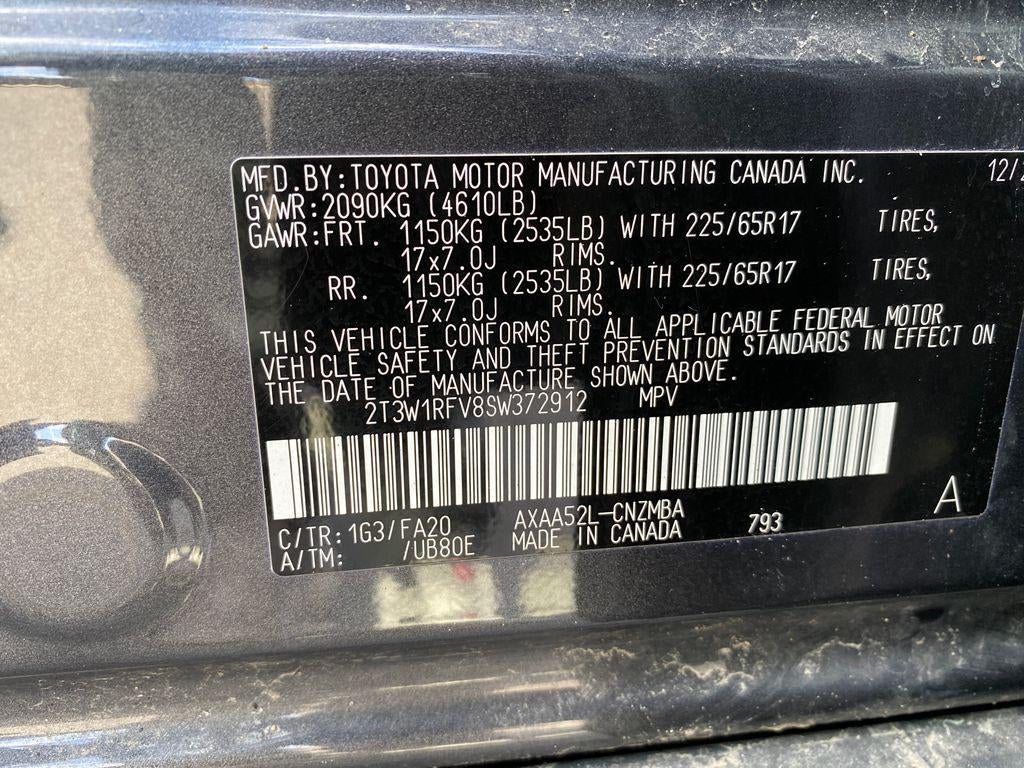 MFD.BY:TOYOTA MOTOR MANUFACTURING CANADA INC. 12/
GVWR:2090KG (4610LB)
GAWR:FRT. 1150KG (2535LB) WITH 225/65R17 TIRES,
17x7.0J RIMS.
RR. 1150KG (2535LB) WITH 225/65R17 TIRES,
17x7.0J RIMS.
THIS VEHICLE CONFORMS TO ALL APPLICABLE FEDERAL MOTOR
VEHICLE SAFETY AND THEFT PREVENTION STANDARDS IN EFFECT ON
THE DATE OF MANUFACTURE SHOWN ABOVE.
2T3W1RFV8SW372912 MPV
C/TR: 1G3/FA20 AXAA52L-CNZMBA 793 A
A/TM: /UB80E MADE IN CANADA